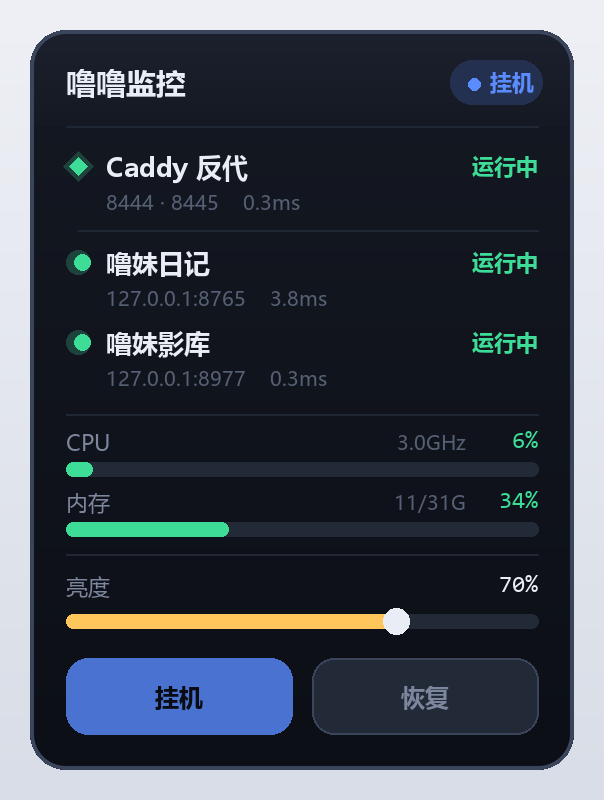 噜噜监控 挂机
Caddy 反代 运行中
8444 · 8445 0.3ms
噜妹日记 运行中
127.0.0.1:8765 3.8ms
噜妹影库 运行中
127.0.0.1:8977 0.3ms
CPU 3.0GHz 6%
内存 11/31G 34%
亮度 70%
挂机 恢复